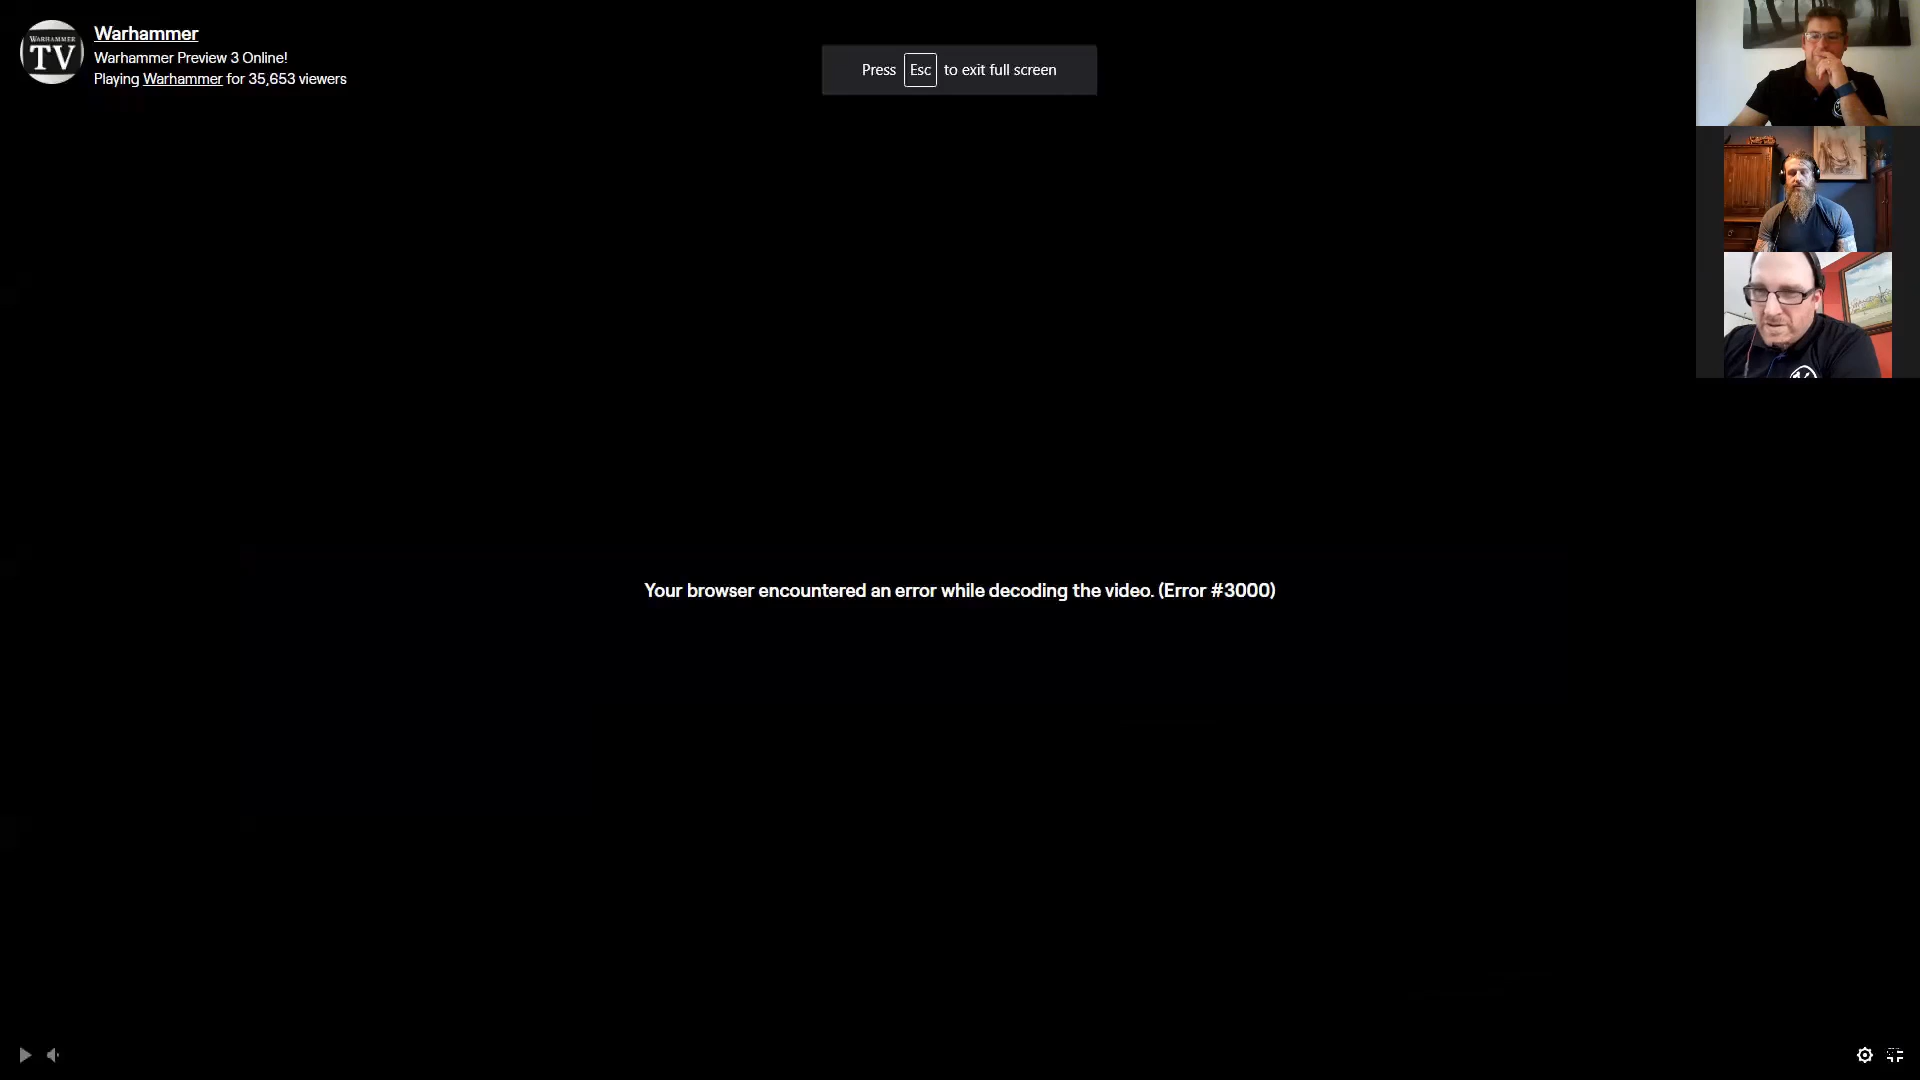 WARHAMMER
TV
Warhammer
Warhammer Preview 3 Online!
Playing Warhammer for 35,653 viewers
Press Esc to exit full screen
Your browser encountered an error while decoding the video. (Error #3000)